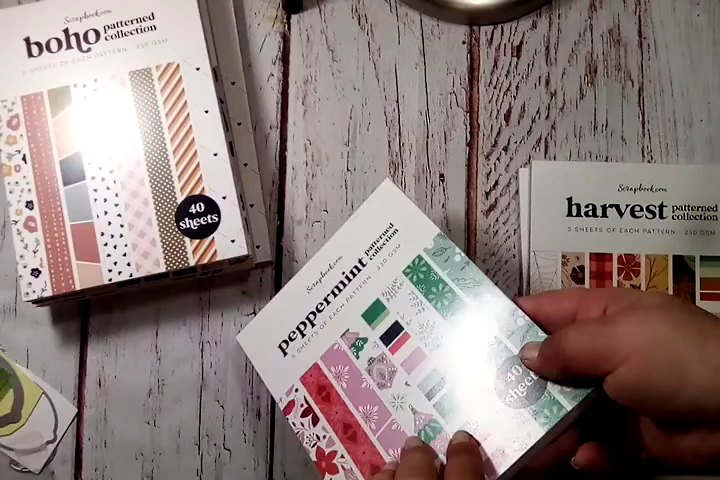 Scrapbook.com
boho patterned
collection
5 SHEETS OF EACH PATTERN · 230 GSM
40
sheets
Scrapbook.com
peppermint patterned
collection
5 SHEETS OF EACH PATTERN · 230 GSM
40
sheets
Scrapbook.com
harvest patterned
collection
5 SHEETS OF EACH PATTERN · 230 GSM